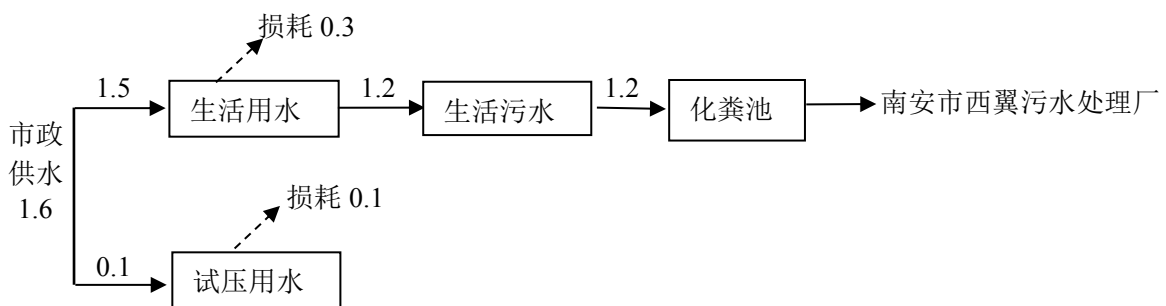 损耗 0.3
1.5
生活用水
1.2
生活污水
1.2
化粪池
南安市西翼污水处理厂
市政
供水
1.6
损耗 0.1
0.1
试压用水